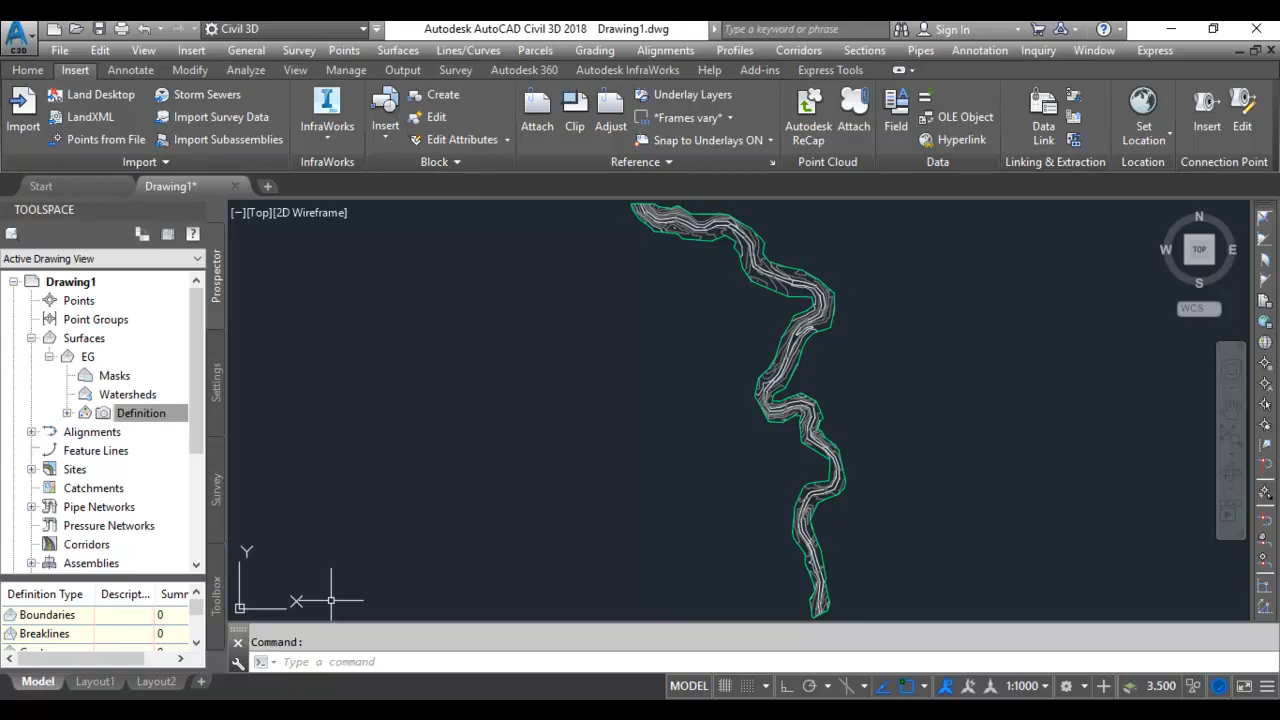 Civil 3D
Autodesk AutoCAD Civil 3D 2018 Drawing1.dwg
Type a keyword or phrase
Sign In
C3D
File Edit View Insert General Survey Points Surfaces Lines/Curves Parcels Grading Alignments Profiles Corridors Sections Pipes Annotation Inquiry Window Express
Home Insert Annotate Modify Analyze View Manage Output Survey Autodesk 360 Autodesk InfraWorks Help Add-ins Express Tools
Land Desktop Storm Sewers Create Underlay Layers
LandXML Import Survey Data Edit *Frames vary* OLE Object
Import InfraWorks Insert Attach Clip Adjust Autodesk ReCap Attach Field Data Link Set Location Insert Edit
Points from File Import Subassemblies Edit Attributes Snap to Underlays ON Hyperlink
Import InfraWorks Block Reference Point Cloud Data Linking & Extraction Location Connection Point
Start Drawing1*
TOOLSPACE
[−][Top][2D Wireframe]
Active Drawing View
Drawing1
Points
Point Groups
Surfaces
EG
Masks
Watersheds
Definition
Alignments
Feature Lines
Sites
Catchments
Pipe Networks
Pressure Networks
Corridors
Assemblies
Prospector
Settings
Survey
Toolbox
N
W TOP E
S
WCS
Y
X
Definition Type Descript... Summ
Boundaries 0
Breaklines 0
Command:
Type a command
Model Layout1 Layout2
MODEL 1:1000 3.500